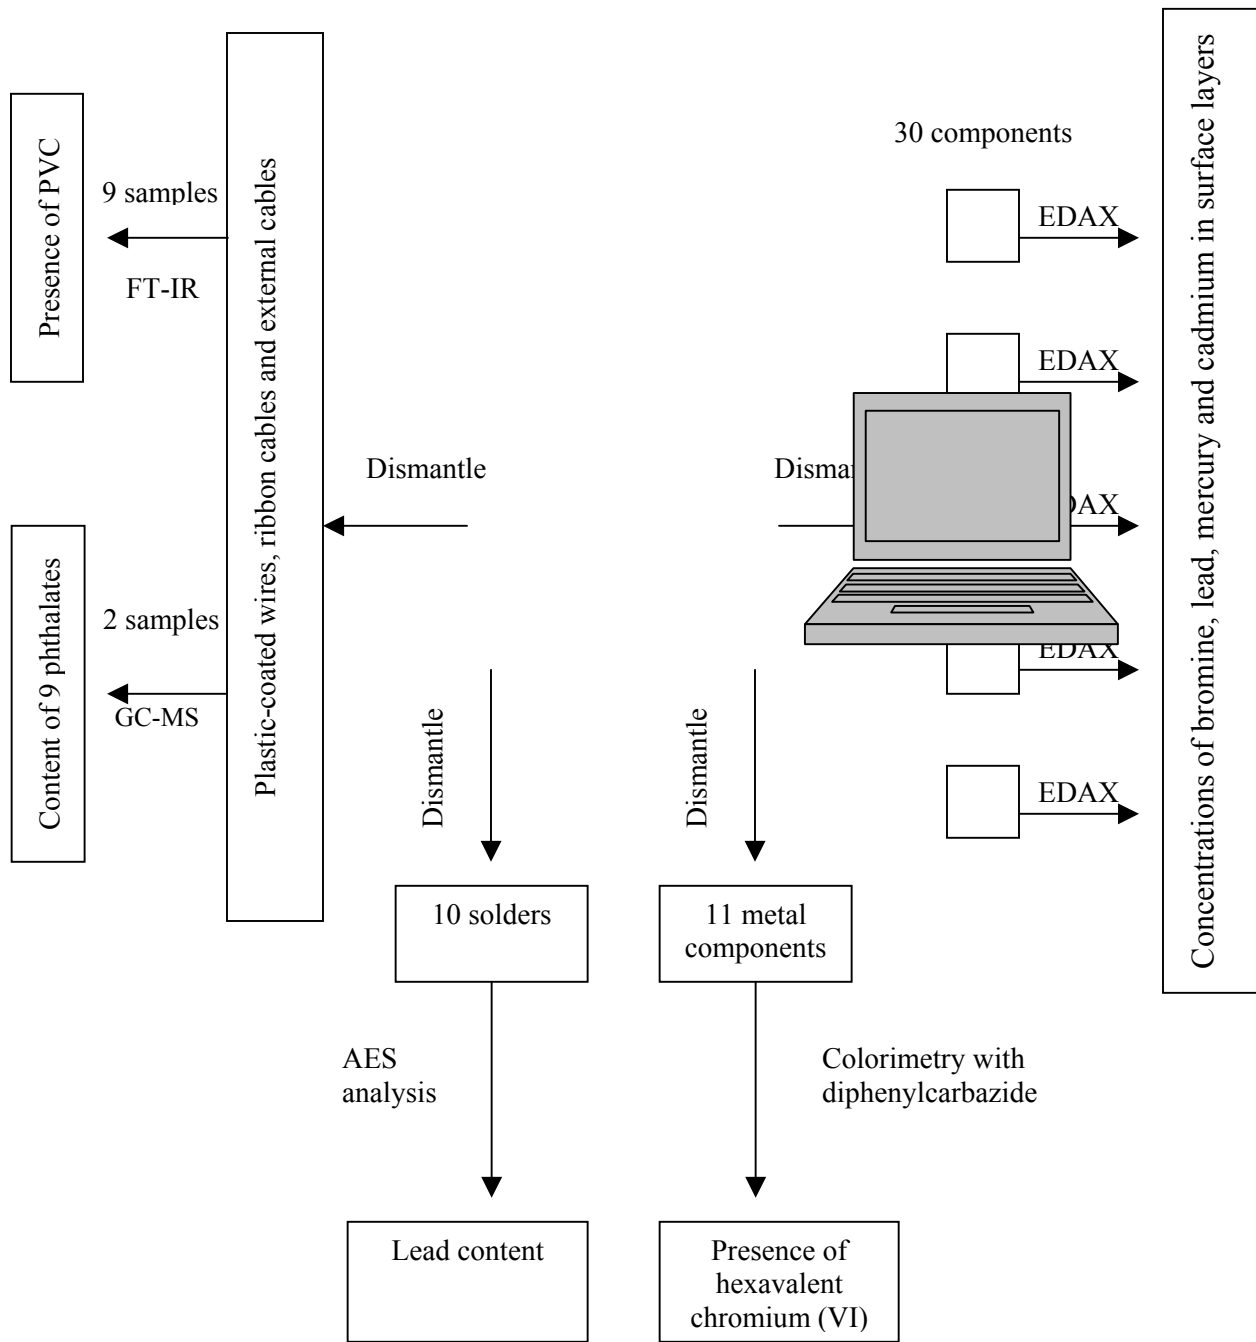 Presence of PVC
9 samples
FT-IR
Content of 9 phthalates
2 samples
GC-MS
Plastic-coated wires, ribbon cables and external cables
Dismantle
Dismantle
10 solders
AES
analysis
Lead content
Dismantle
11 metal
components
Colorimetry with
diphenylcarbazide
Presence of
hexavalent
chromium (VI)
30 components
EDAX
EDAX
EDAX
EDAX
Concentrations of bromine, lead, mercury and cadmium in surface layers